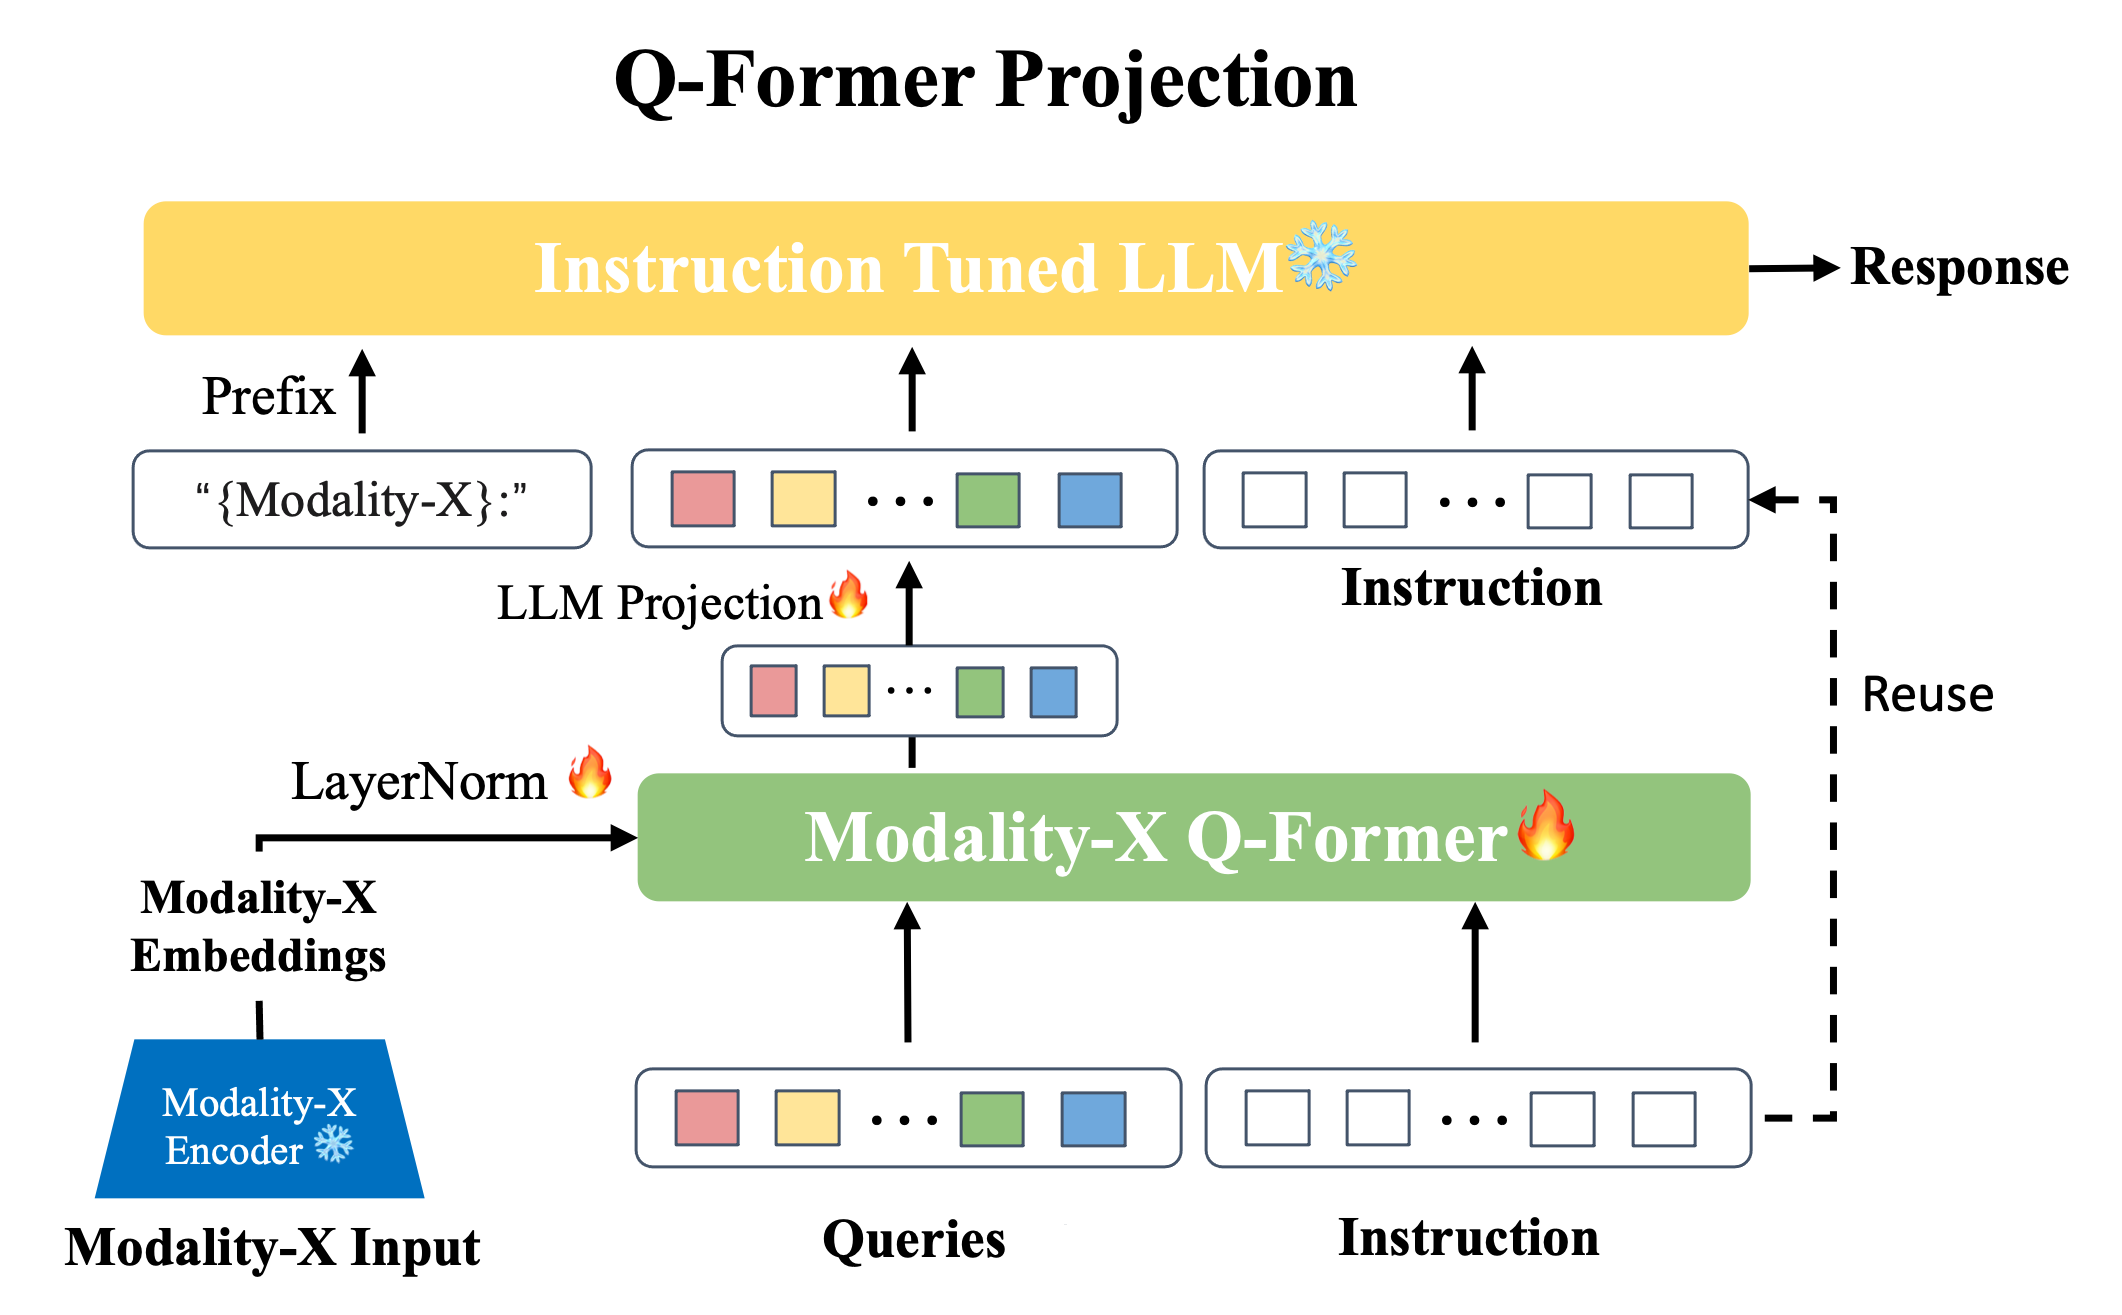 Q-Former Projection
Instruction Tuned LLM
Response
Prefix
“{Modality-X}:”
Instruction
LLM Projection
Reuse
LayerNorm
Modality-X Q-Former
Modality-X
Embeddings
Modality-X
Encoder
Modality-X Input
Queries
Instruction